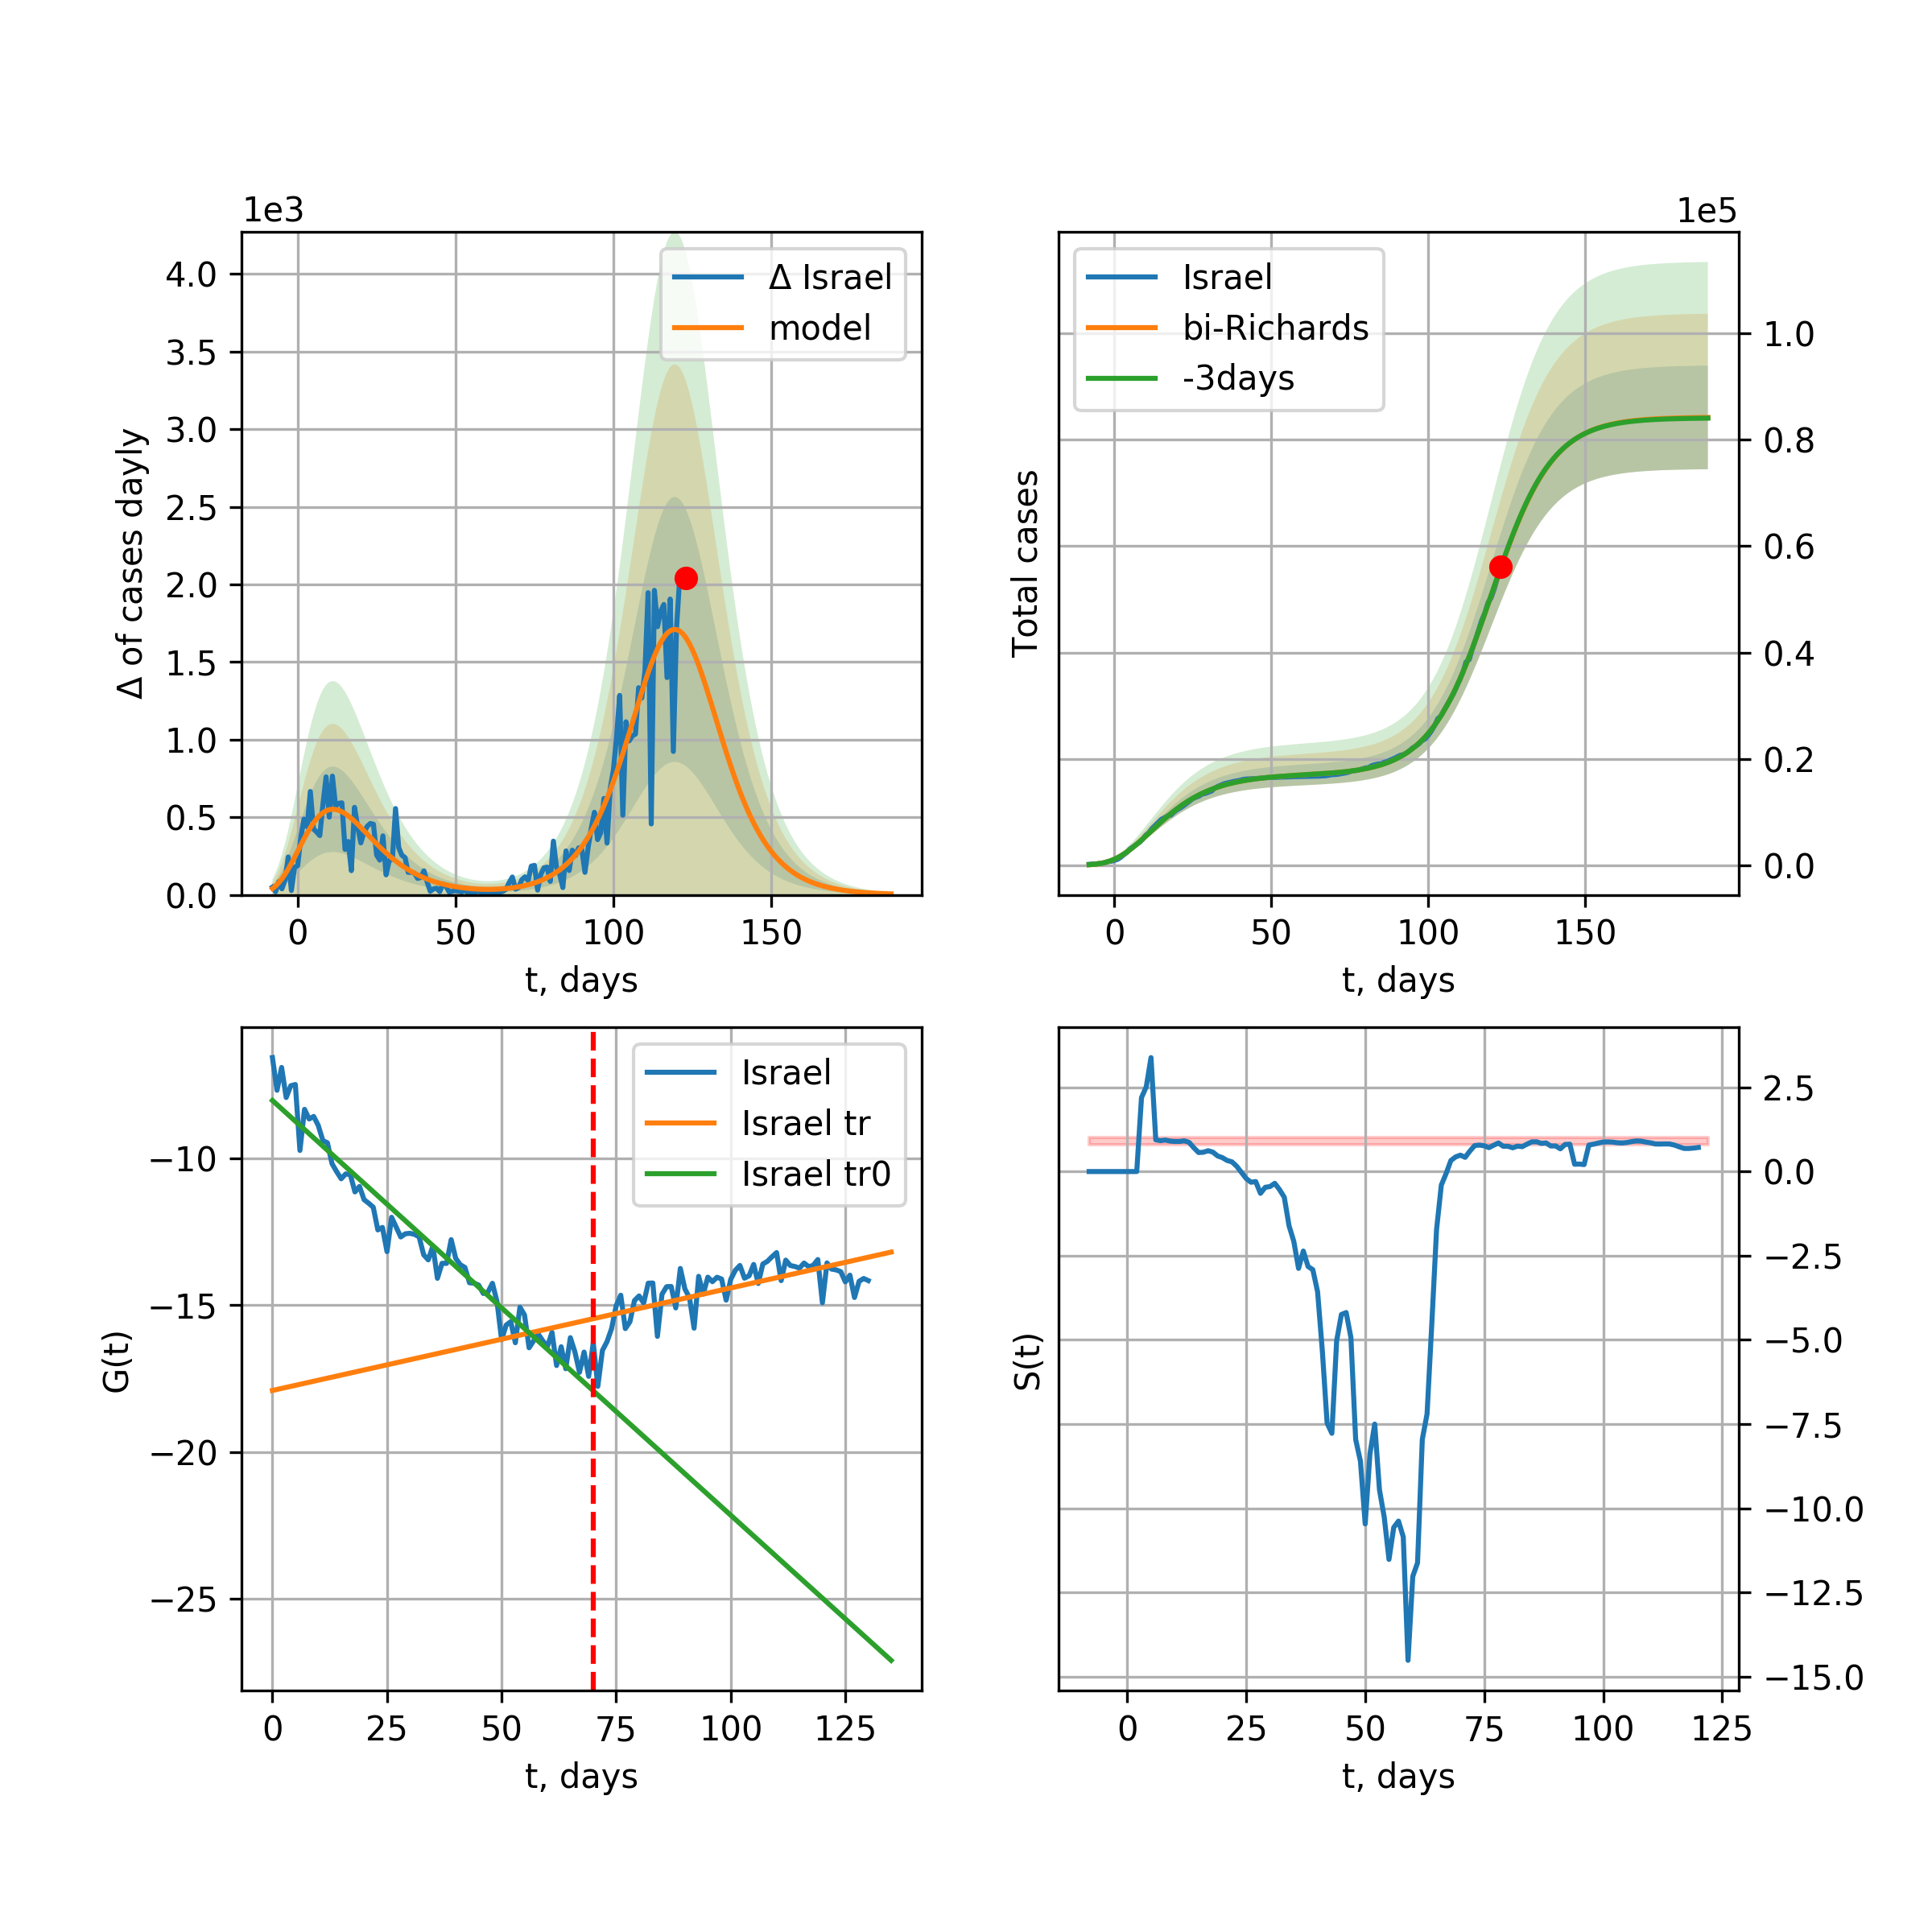 1e3
4.0
3.5
3.0
2.5
2.0
1.5
1.0
0.5
0.0
Δ of cases dayly
Δ Israel
model
0 50 100 150
t, days
1e5
Israel
bi-Richards
-3days
Total cases
1.0
0.8
0.6
0.4
0.2
0.0
0 50 100 150
t, days
Israel
Israel tr
Israel tr0
G(t)
−10
−15
−20
−25
0 25 50 75 100 125
t, days
S(t)
2.5
0.0
−2.5
−5.0
−7.5
−10.0
−12.5
−15.0
0 25 50 75 100 125
t, days